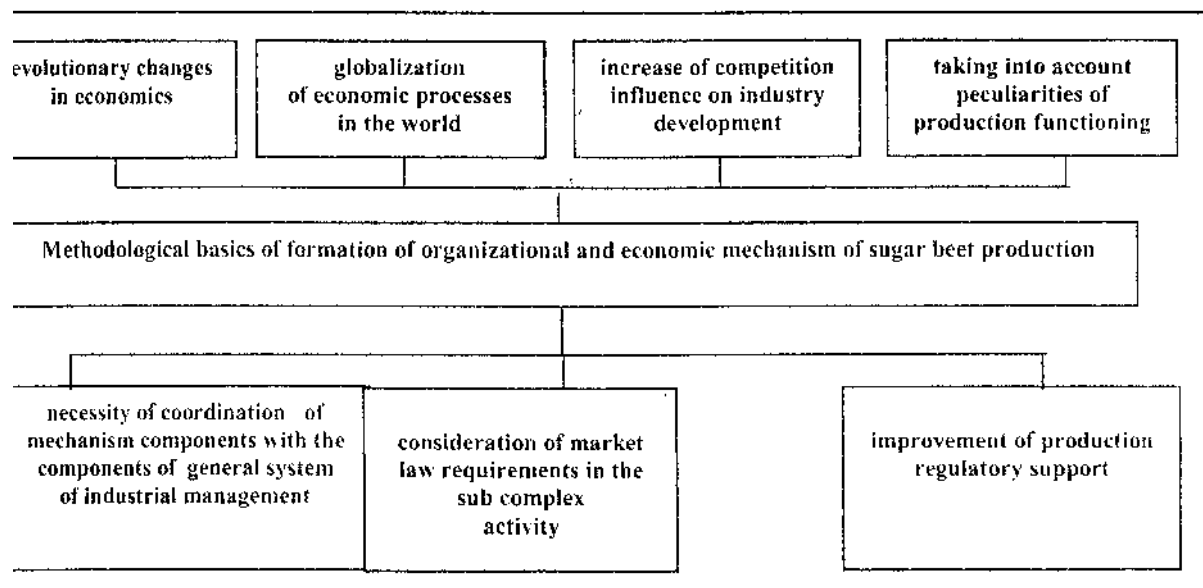 evolutionary changes
in economics
globalization
of economic processes
in the world
increase of competition
influence on industry
development
taking into account
peculiarities of
production functioning
Methodological basics of formation of organizational and economic mechanism of sugar beet production
necessity of coordination of
mechanism components with the
components of general system
of industrial management
consideration of market
law requirements in the
sub complex
activity
improvement of production
regulatory support